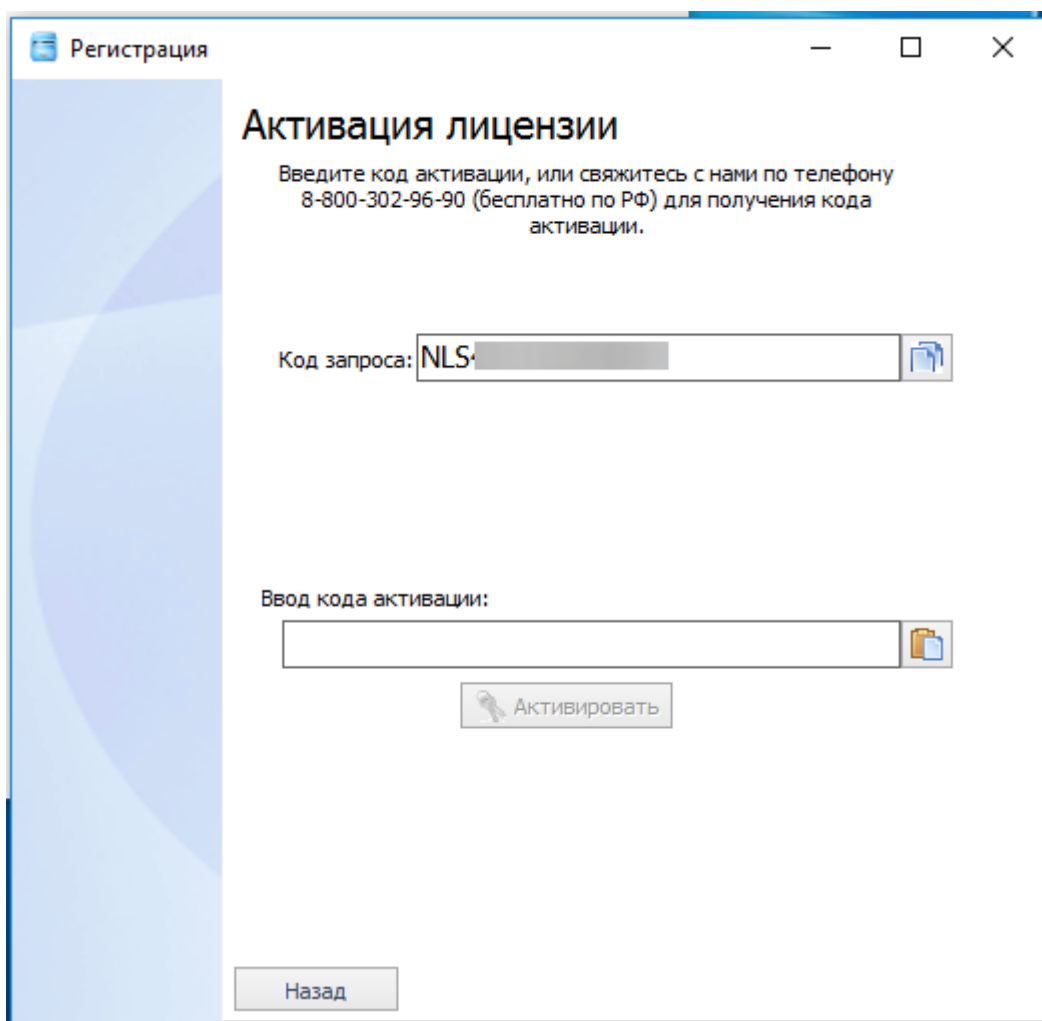 Регистрация
Активация лицензии
Введите код активации, или свяжитесь с нами по телефону
8-800-302-96-90 (бесплатно по РФ) для получения кода
активации.
Код запроса: NLS
Ввод кода активации:
Активировать
Назад